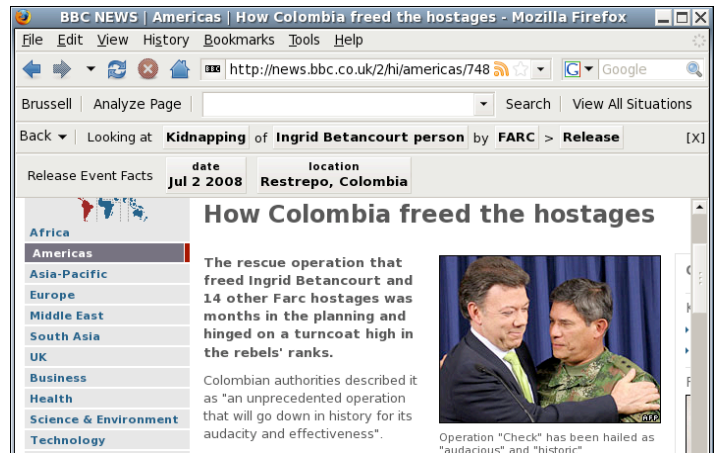 BBC NEWS | Americas | How Colombia freed the hostages - Mozilla Firefox
File Edit View History Bookmarks Tools Help
BBC http://news.bbc.co.uk/2/hi/americas/748 G Google
Brussell Analyze Page Search View All Situations
Back Looking at Kidnapping of Ingrid Betancourt person by FARC > Release [X]
Release Event Facts date location
Jul 2 2008 Restrepo, Colombia
How Colombia freed the hostages
Africa
Americas
Asia-Pacific
Europe
Middle East
South Asia
UK
Business
Health
Science & Environment
Technology
The rescue operation that
freed Ingrid Betancourt and
14 other Farc hostages was
months in the planning and
hinged on a turncoat high in
the rebels' ranks.
Colombian authorities described it
as "an unprecedented operation
that will go down in history for its
audacity and effectiveness".
AFP
Operation "Check" has been hailed as
"audacious" and "historic"